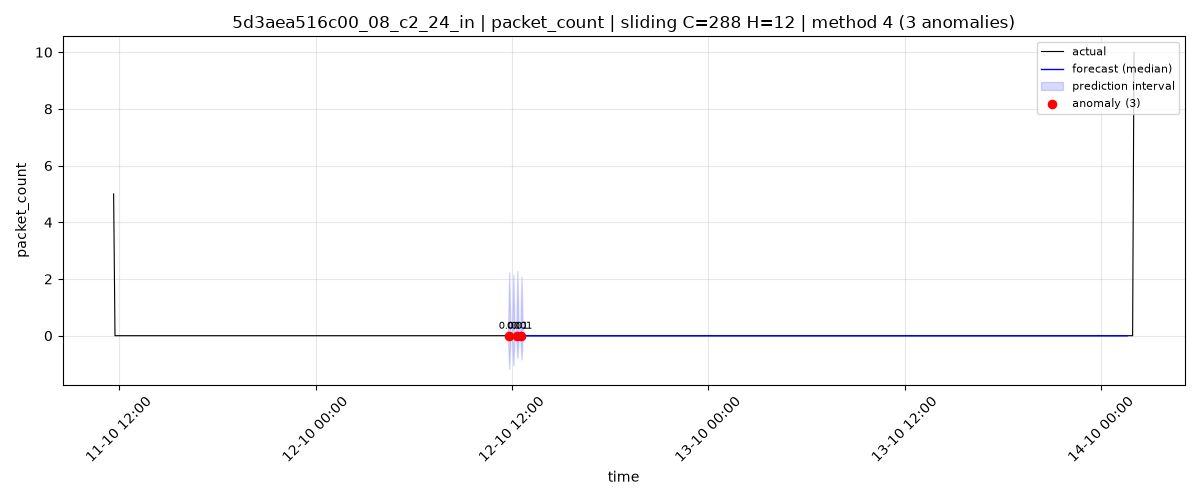 5d3aea516c00_08_c2_24_in | packet_count | sliding C=288 H=12 | method 4 (3 anomalies)
actual
forecast (median)
prediction interval
anomaly (3)
10
8
6
4
2
0
packet_count
11-10 12:00
12-10 00:00
12-10 12:00
13-10 00:00
13-10 12:00
14-10 00:00
time